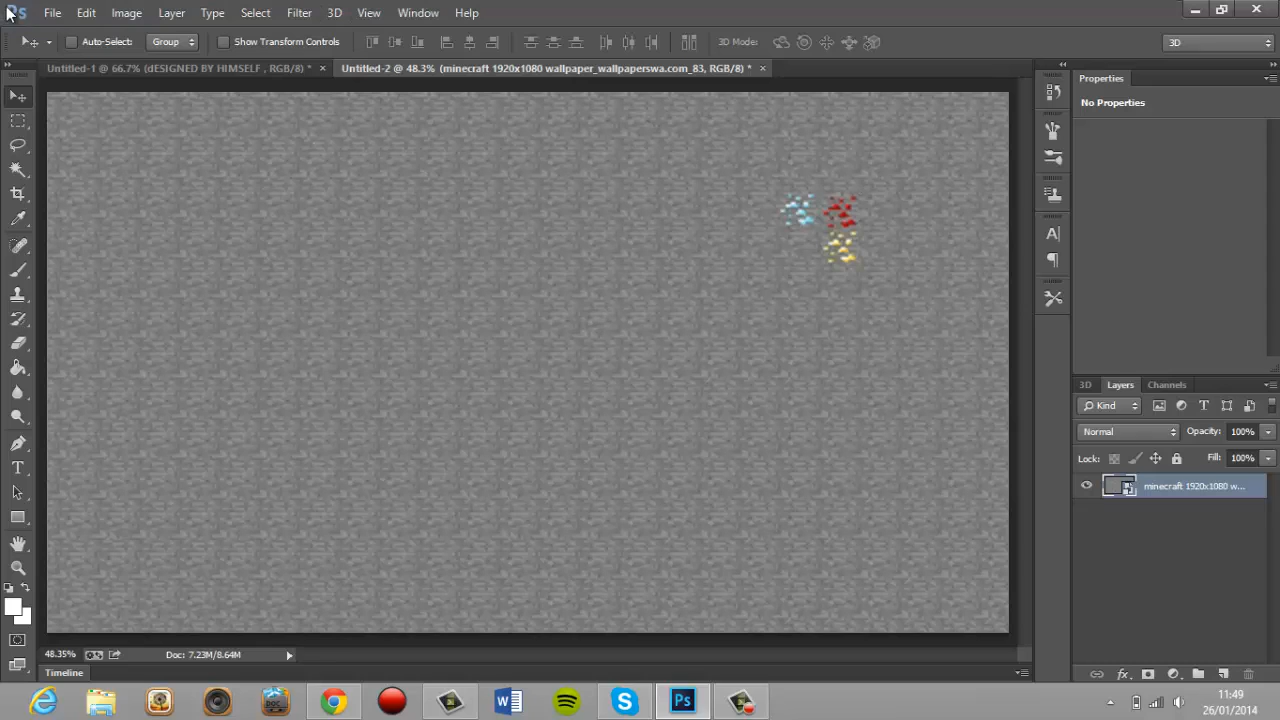 Ps File Edit Image Layer Type Select Filter 3D View Window Help
Auto-Select: Group Show Transform Controls 3D Mode: 3D
Untitled-1 @ 66.7% (dESIGNED BY HIMSELF , RGB/8) * × Untitled-2 @ 48.3% (minecraft 1920x1080 wallpaper_wallpaperswa.com_83, RGB/8) * ×
Properties
No Properties
3D Layers Channels
Kind
Normal Opacity: 100%
Lock: Fill: 100%
minecraft 1920x1080 w...
48.35% Doc: 7.23M/8.64M
Timeline
Ps
11:49
26/01/2014